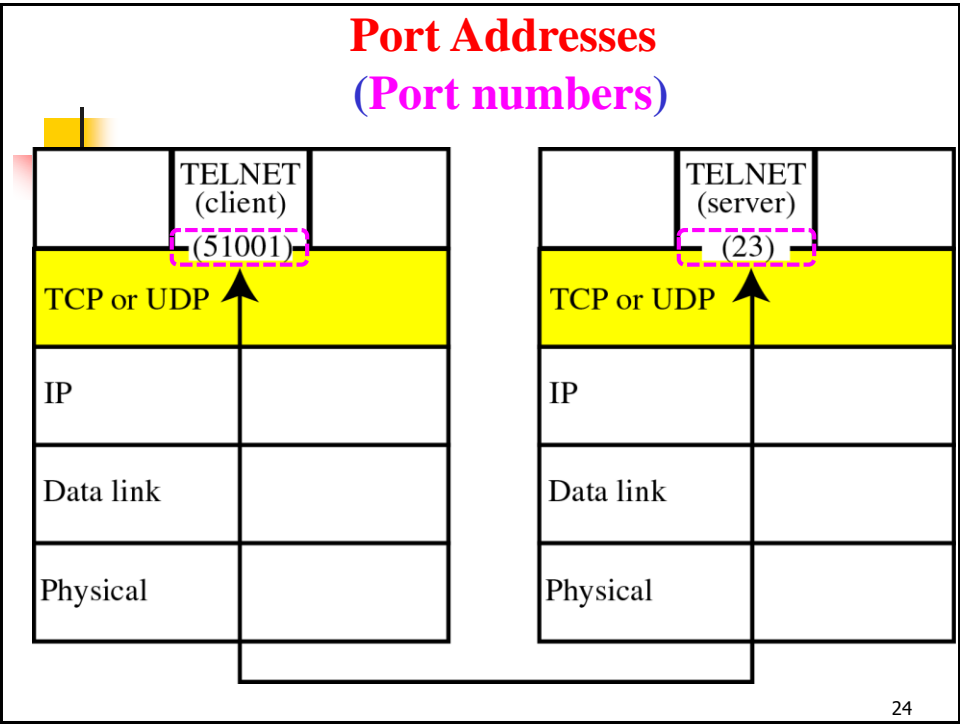 Port Addresses
(Port numbers)
TELNET
(client)
(51001)
TCP or UDP
IP
Data link
Physical
TELNET
(server)
(23)
TCP or UDP
IP
Data link
Physical
24